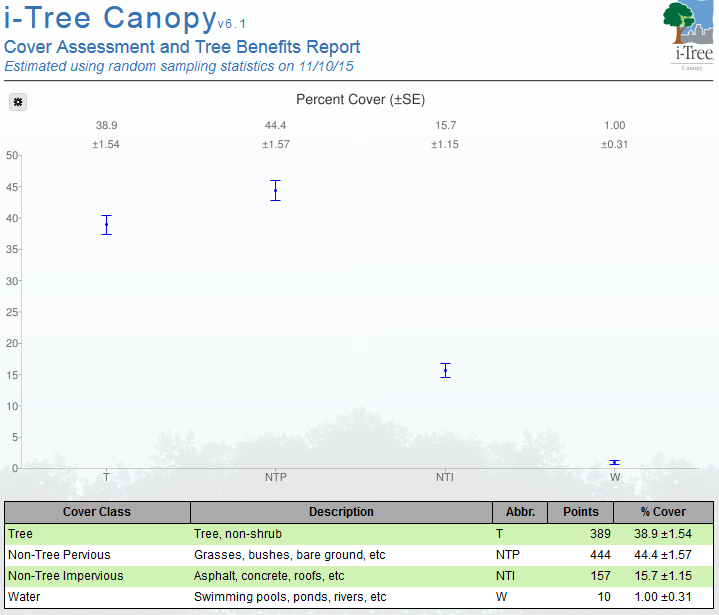 i-Tree Canopy v6.1
Cover Assessment and Tree Benefits Report
Estimated using random sampling statistics on 11/10/15
i-Tree
Canopy
Percent Cover (±SE)
38.9 44.4 15.7 1.00
±1.54 ±1.57 ±1.15 ±0.31
50
45
40
35
30
25
20
15
10
5
0
T NTP NTI W
Cover Class Description Abbr. Points % Cover
Tree Tree, non-shrub T 389 38.9 ±1.54
Non-Tree Pervious Grasses, bushes, bare ground, etc NTP 444 44.4 ±1.57
Non-Tree Impervious Asphalt, concrete, roofs, etc NTI 157 15.7 ±1.15
Water Swimming pools, ponds, rivers, etc W 10 1.00 ±0.31